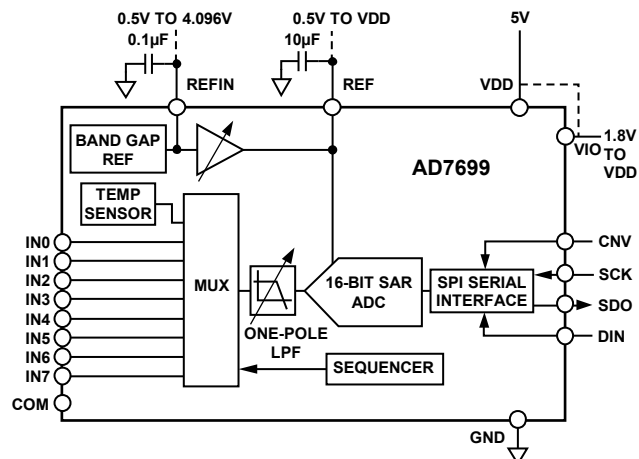 0.5V TO 4.096V
0.1µF
REFIN
0.5V TO VDD
10µF
REF
5V
VDD
VIO
1.8V
TO
VDD
BAND GAP
REF
AD7699
TEMP
SENSOR
IN0
IN1
IN2
IN3
IN4
IN5
IN6
IN7
COM
MUX
ONE-POLE
LPF
16-BIT SAR
ADC
SPI SERIAL
INTERFACE
CNV
SCK
SDO
DIN
SEQUENCER
GND